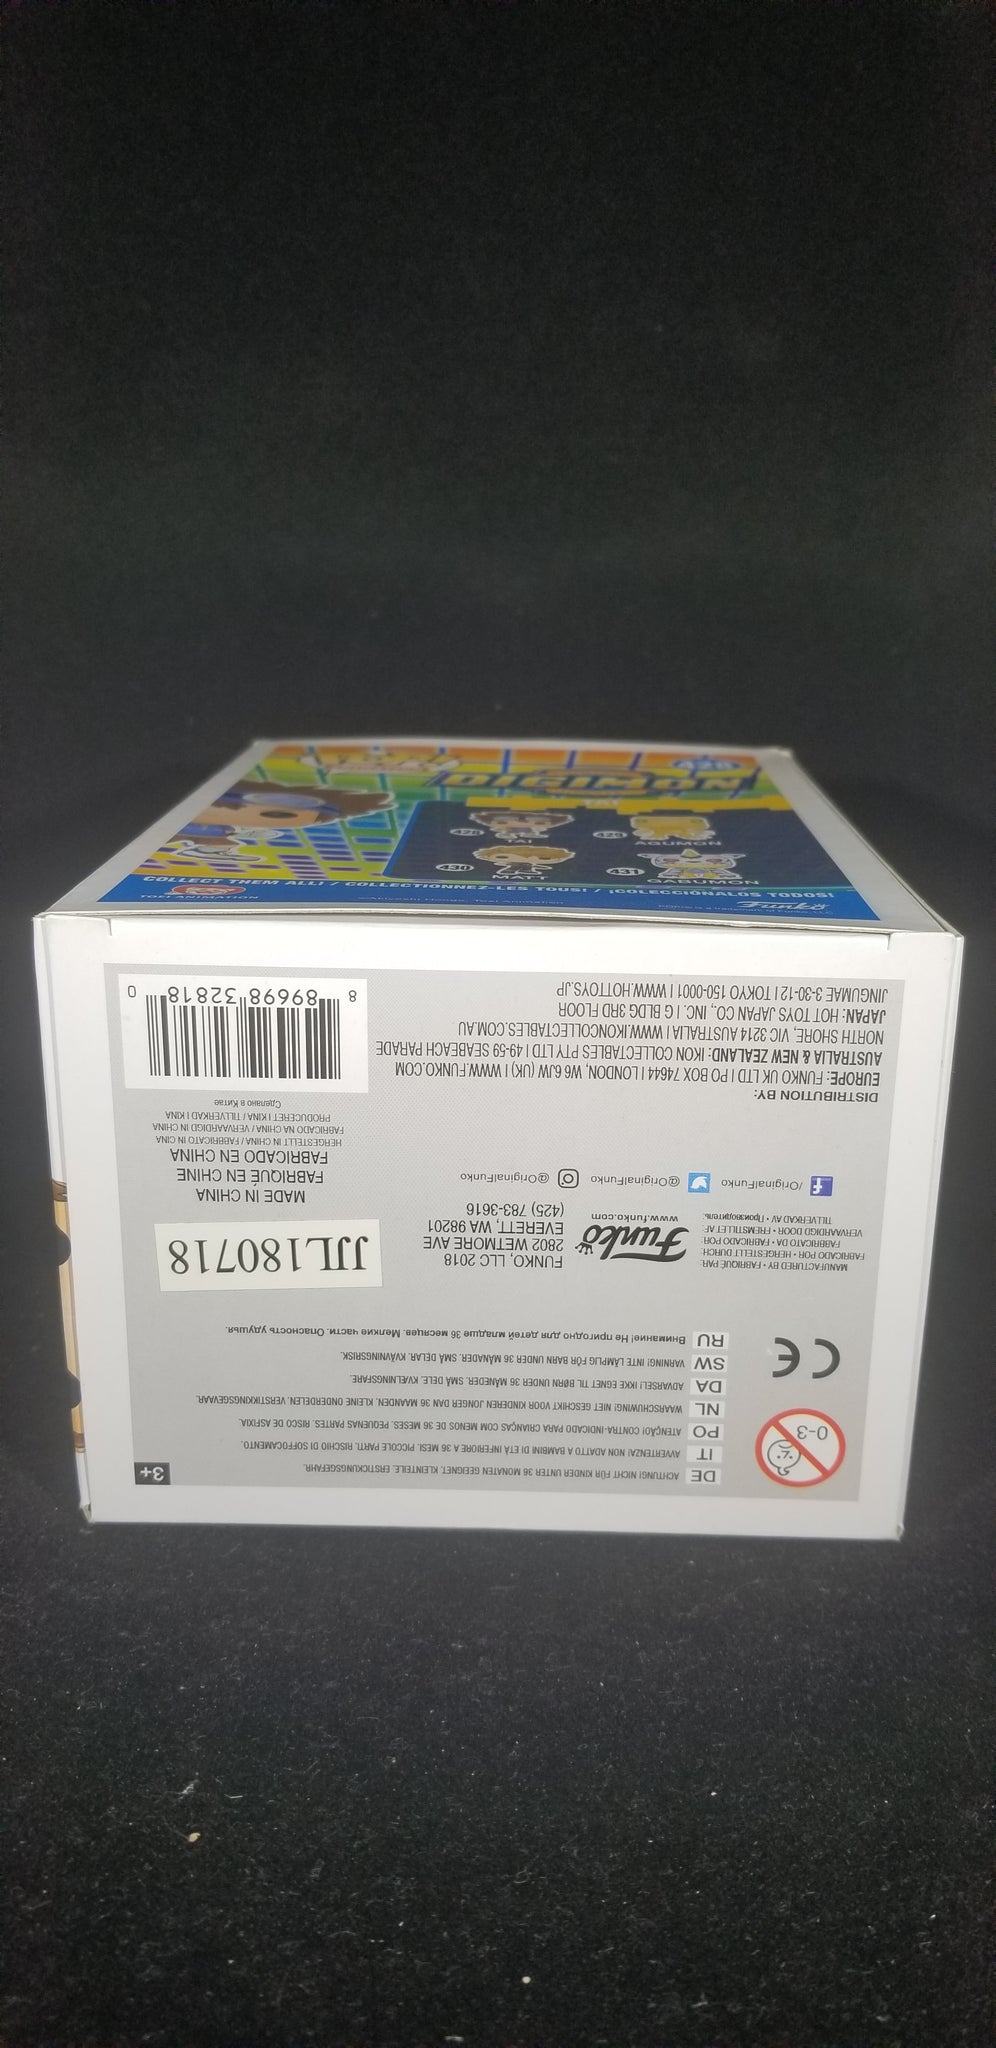 DIGIMON
428
TAI
428
TAI
429
AGUMON
430
MATT
431
GABUMON
COLLECT THEM ALL! / COLLECTIONNEZ-LES TOUS! / ¡COLECCIÓNALOS TODOS!
TOEI ANIMATION
Funko
3+
0-3
DE ACHTUNG! NICHT FÜR KINDER UNTER 36 MONATEN GEEIGNET. KLEINTEILE. ERSTICKUNGSGEFAHR.
IT AVVERTENZA! NON ADATTO A BAMBINI DI ETÀ INFERIORE A 36 MESI. PICCOLE PARTI. RISCHIO DI SOFFOCAMENTO.
PO ATENÇÃO! CONTRA-INDICADO PARA CRIANÇAS COM MENOS DE 36 MESES. PEQUENAS PARTES. RISCO DE ASFIXIA.
NL WAARSCHUWING! NIET GESCHIKT VOOR KINDEREN JONGER DAN 36 MAANDEN. KLEINE ONDERDELEN. VERSTIKKINGSGEVAAR.
DA ADVARSEL! IKKE EGNET TIL BØRN UNDER 36 MÅNEDER. SMÅ DELE. KVÆLNINGSFARE.
SW VARNING! INTE LÄMPLIG FÖR BARN UNDER 36 MÅNADER. SMÅ DELAR. KVÄVNINGSRISK.
RU Внимание! Не пригодно для детей младше 36 месяцев. Мелкие части. Опасность удушья.
CE
MANUFACTURED BY • FABRIQUÉ PAR:
FABRICADO POR • HERGESTELLT DURCH:
FABBRICATO DA • FABRICADO POR:
VERVAARDIGD DOOR • FREMSTILLET AF:
TILLVERKAD AV • Производитель:
Funko
www.funko.com
FUNKO, LLC 2018
2802 WETMORE AVE
EVERETT, WA 98201
(425) 783-3616
JJL180718
/OriginalFunko
@OriginalFunko
@OriginalFunko
MADE IN CHINA
FABRIQUÉ EN CHINE
FABRICADO EN CHINA
HERGESTELLT IN CHINA / FABBRICATO IN CINA
FABRICADO NA CHINA / VERVAARDIGD IN CHINA
PRODUCERET I KINA / TILLVERKAD I KINA
Сделано в Китае
DISTRIBUTION BY:
EUROPE: FUNKO UK LTD | PO BOX 74644 | LONDON, W6 6JW (UK) | WWW.FUNKO.COM
AUSTRALIA & NEW ZEALAND: IKON COLLECTABLES PTY LTD | 49-59 SEABEACH PARADE
NORTH SHORE, VIC 3214 AUSTRALIA | WWW.IKONCOLLECTABLES.COM.AU
JAPAN: HOT TOYS JAPAN CO., INC. | G BLDG 3RD FLOOR
JINGUMAE 3-30-12 | TOKYO 150-0001 | WWW.HOTTOYS.JP
8 89698 32818 0